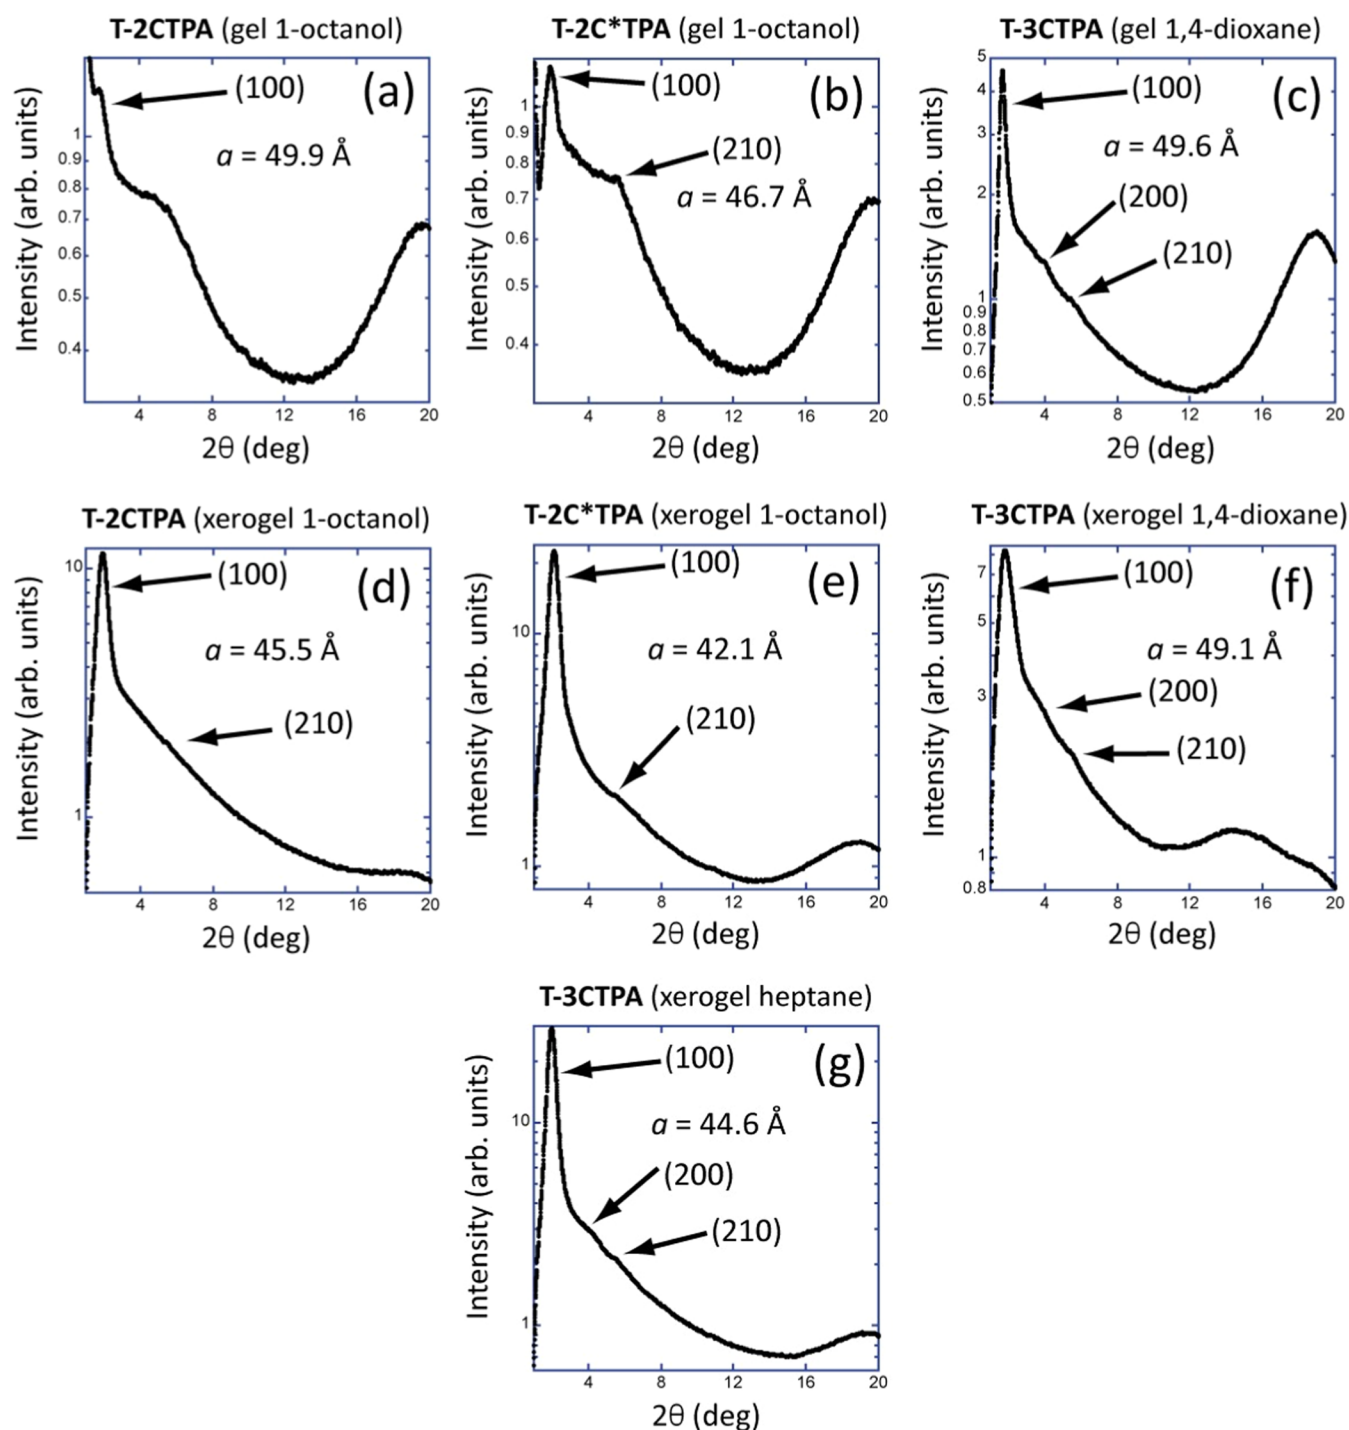 T-2CTPA (gel 1-octanol)
Intensity (arb. units)
1
0.9
0.8
0.7
0.6
0.5
0.4
(100)
(a)
a = 49.9 Å
4 8 12 16 20
2θ (deg)
T-2C*TPA (gel 1-octanol)
Intensity (arb. units)
1
0.9
0.8
0.7
0.6
0.5
0.4
(100)
(b)
(210)
a = 46.7 Å
4 8 12 16 20
2θ (deg)
T-3CTPA (gel 1,4-dioxane)
Intensity (arb. units)
5
4
3
2
1
0.9
0.8
0.7
0.6
0.5
(100)
(c)
a = 49.6 Å
(200)
(210)
4 8 12 16 20
2θ (deg)
T-2CTPA (xerogel 1-octanol)
Intensity (arb. units)
10
1
(100)
(d)
a = 45.5 Å
(210)
4 8 12 16 20
2θ (deg)
T-2C*TPA (xerogel 1-octanol)
Intensity (arb. units)
10
1
(100)
(e)
a = 42.1 Å
(210)
4 8 12 16 20
2θ (deg)
T-3CTPA (xerogel 1,4-dioxane)
Intensity (arb. units)
7
5
3
1
0.8
(100)
(f)
a = 49.1 Å
(200)
(210)
4 8 12 16 20
2θ (deg)
T-3CTPA (xerogel heptane)
Intensity (arb. units)
10
1
(100)
(g)
a = 44.6 Å
(200)
(210)
4 8 12 16 20
2θ (deg)